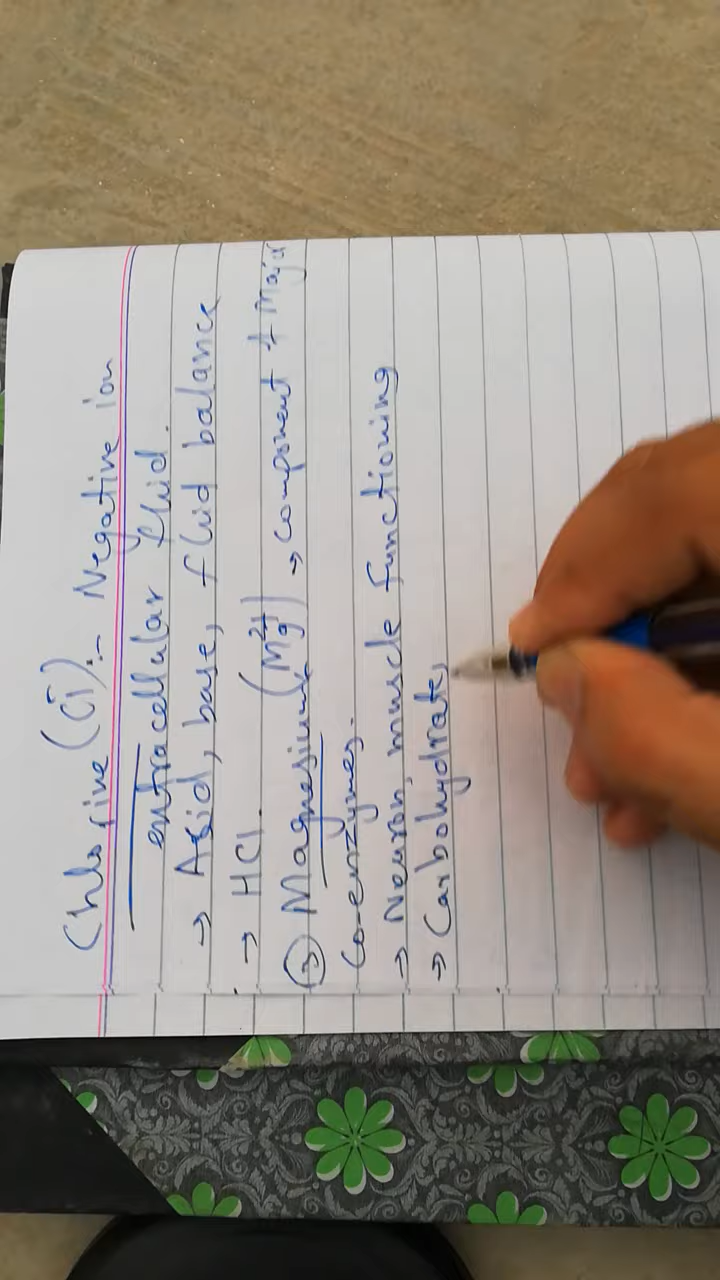 Chlorine (Cl⁻) :- Negative ion
extracellular fluid.
→ Acid, base, fluid balance
→ HCl.
③ Magnesium (Mg²⁺) → component of Major
Co-enzymes.
→ Neuron, muscle functioning
→ Carbohydrate,